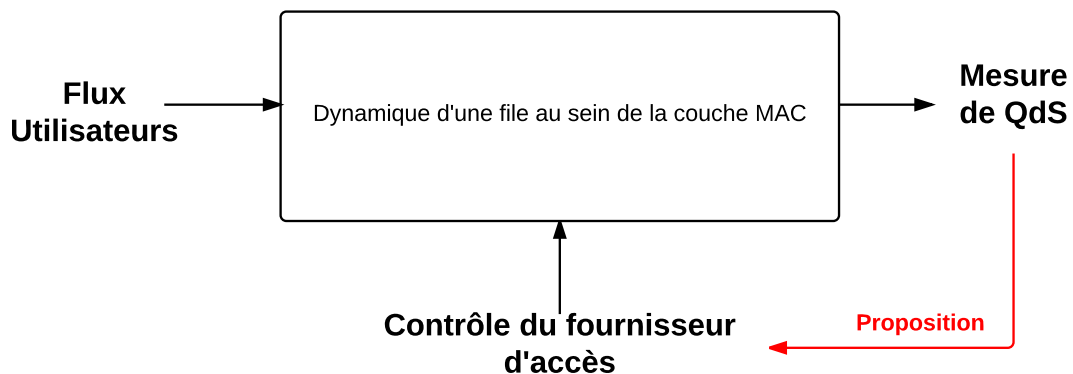 Flux
Utilisateurs
Dynamique d'une file au sein de la couche MAC
Mesure
de QdS
Proposition
Contrôle du fournisseur
d'accès